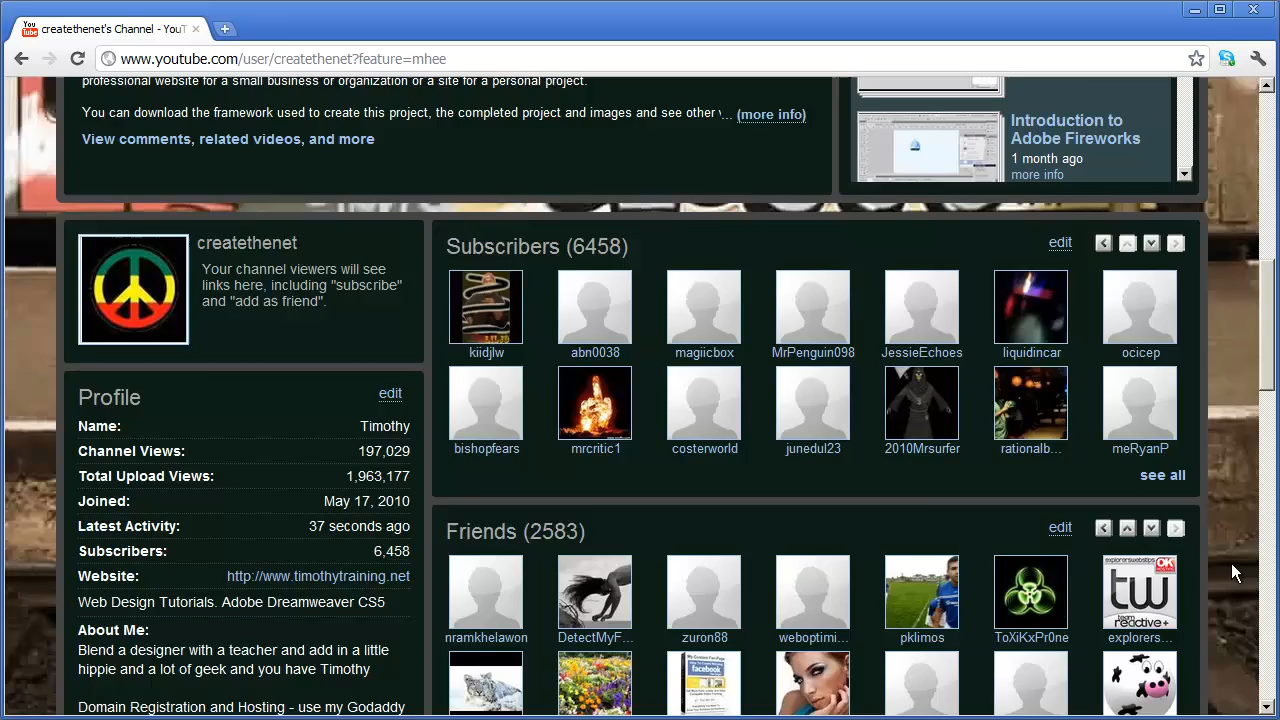 You Tube
createthenet's Channel - YouT
www.youtube.com/user/createthenet?feature=mhee
professional website for a small business or organization or a site for a personal project.
You can download the framework used to create this project, the completed project and images and see other ... (more info)
View comments, related videos, and more
Introduction to
Adobe Fireworks
1 month ago
more info
createthenet
Your channel viewers will see
links here, including "subscribe"
and "add as friend".
Profile edit
Name: Timothy
Channel Views: 197,029
Total Upload Views: 1,963,177
Joined: May 17, 2010
Latest Activity: 37 seconds ago
Subscribers: 6,458
Website: http://www.timothytraining.net
Web Design Tutorials. Adobe Dreamweaver CS5
About Me:
Blend a designer with a teacher and add in a little
hippie and a lot of geek and you have Timothy
Domain Registration and Hosting - use my Godaddy
Subscribers (6458) edit
kiidjlw abn0038 magiicbox MrPenguin098 JessieEchoes liquidincar ocicep
bishopfears mrcritic1 costerworld junedul23 2010Mrsurfer rationalb... meRyanP
see all
Friends (2583) edit
explorerswebstips OK
tw
team
reactive+
nramkhelawon DetectMyF... zuron88 weboptimi... pklimos ToXiKxPr0ne explorers...
facebook